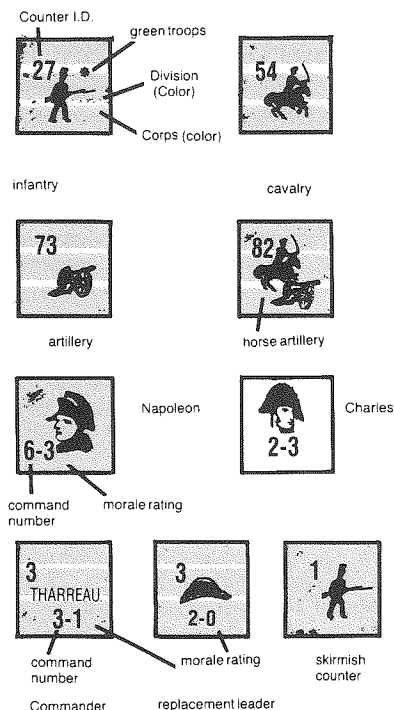 Counter I.D.
green troops
27
Division
(Color)
Corps (color)
54
infantry
cavalry
73
82
artillery
horse artillery
6-3
Napoleon
2-3
Charles
command
number
morale rating
3
THARREAU
3-1
3
2-0
1
command
number
morale rating
skirmish
counter
Commander
replacement leader